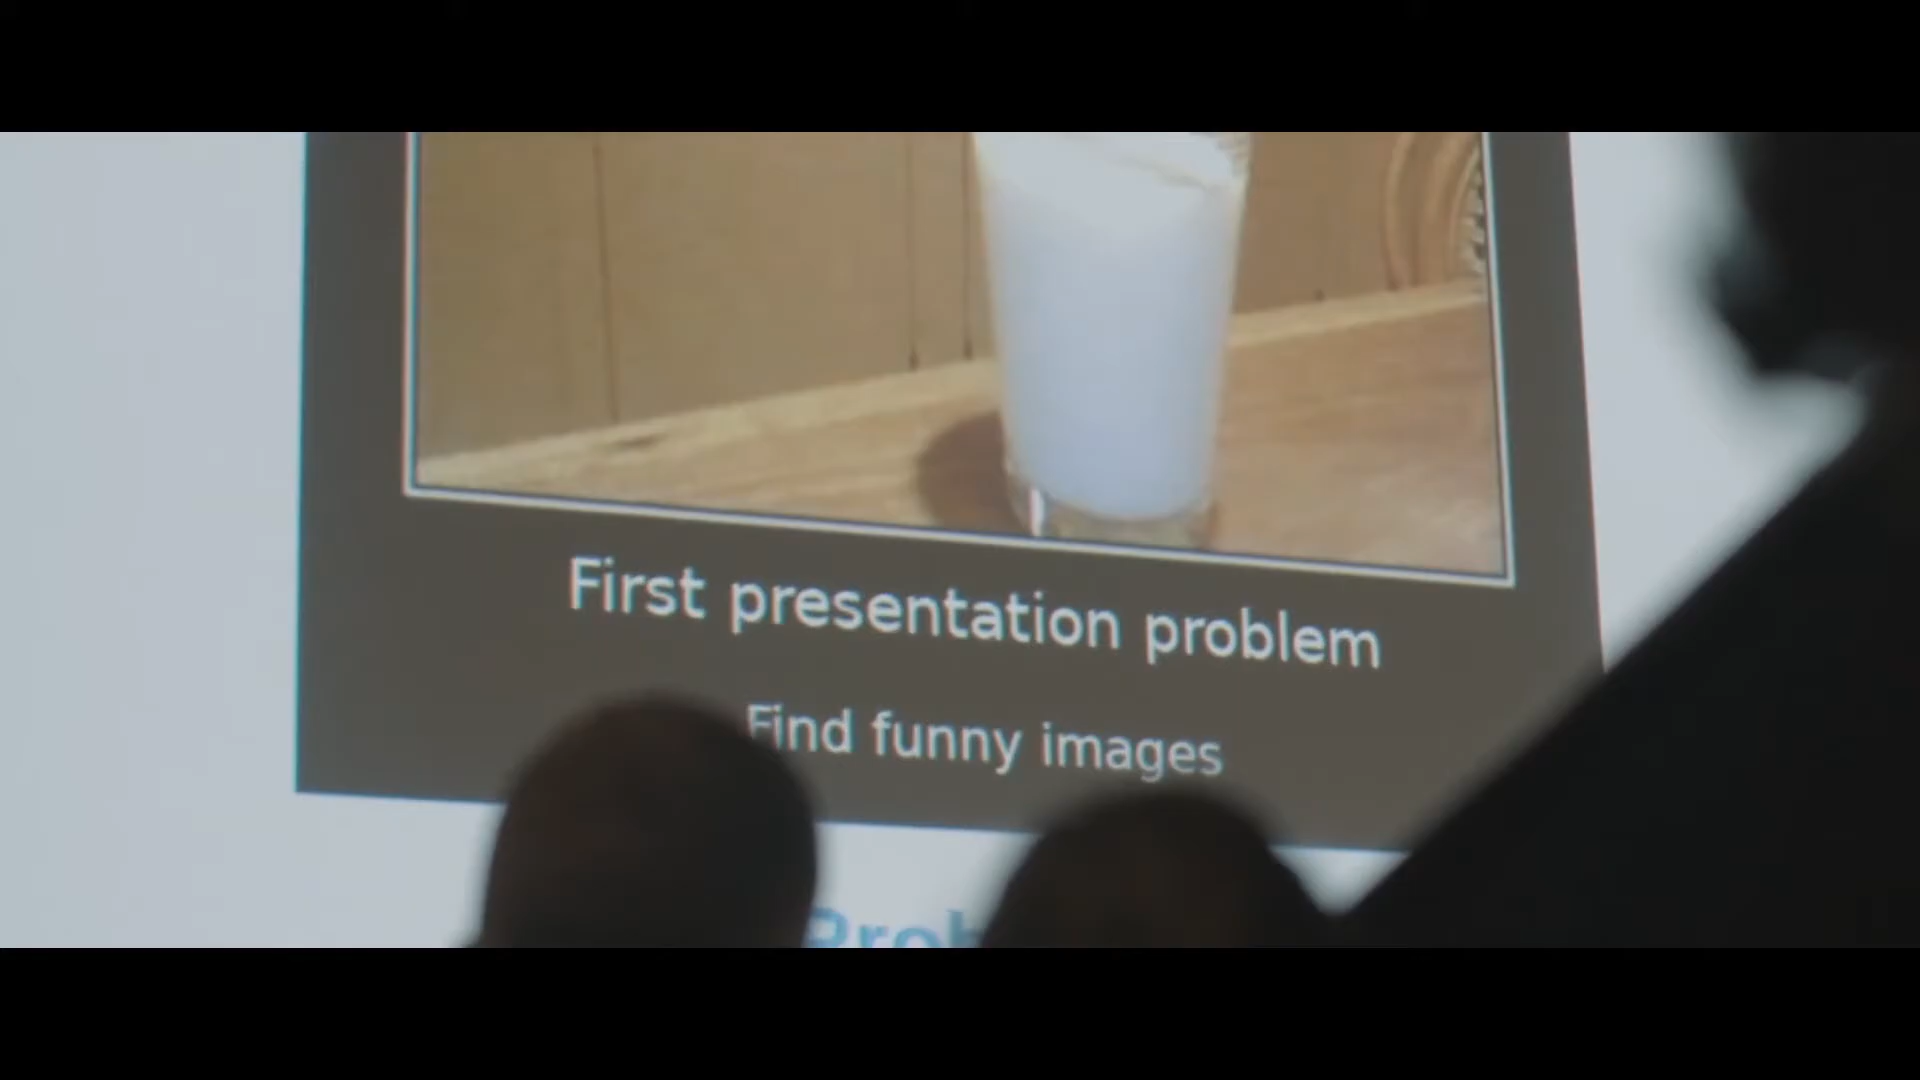 First presentation problem
Find funny images